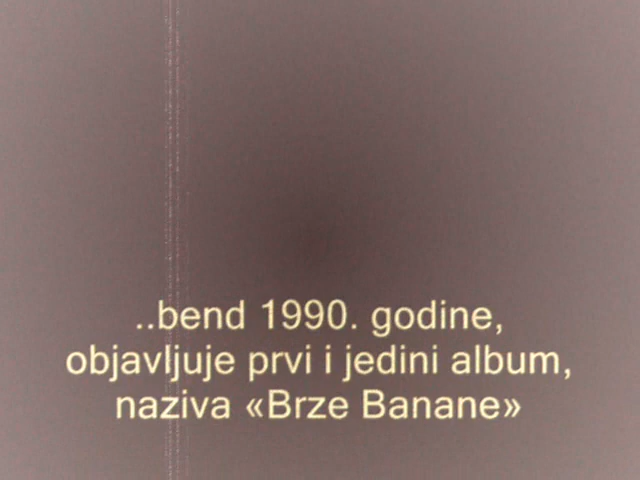 ..bend 1990. godine,
objavljuje prvi i jedini album,
naziva «Brze Banane»